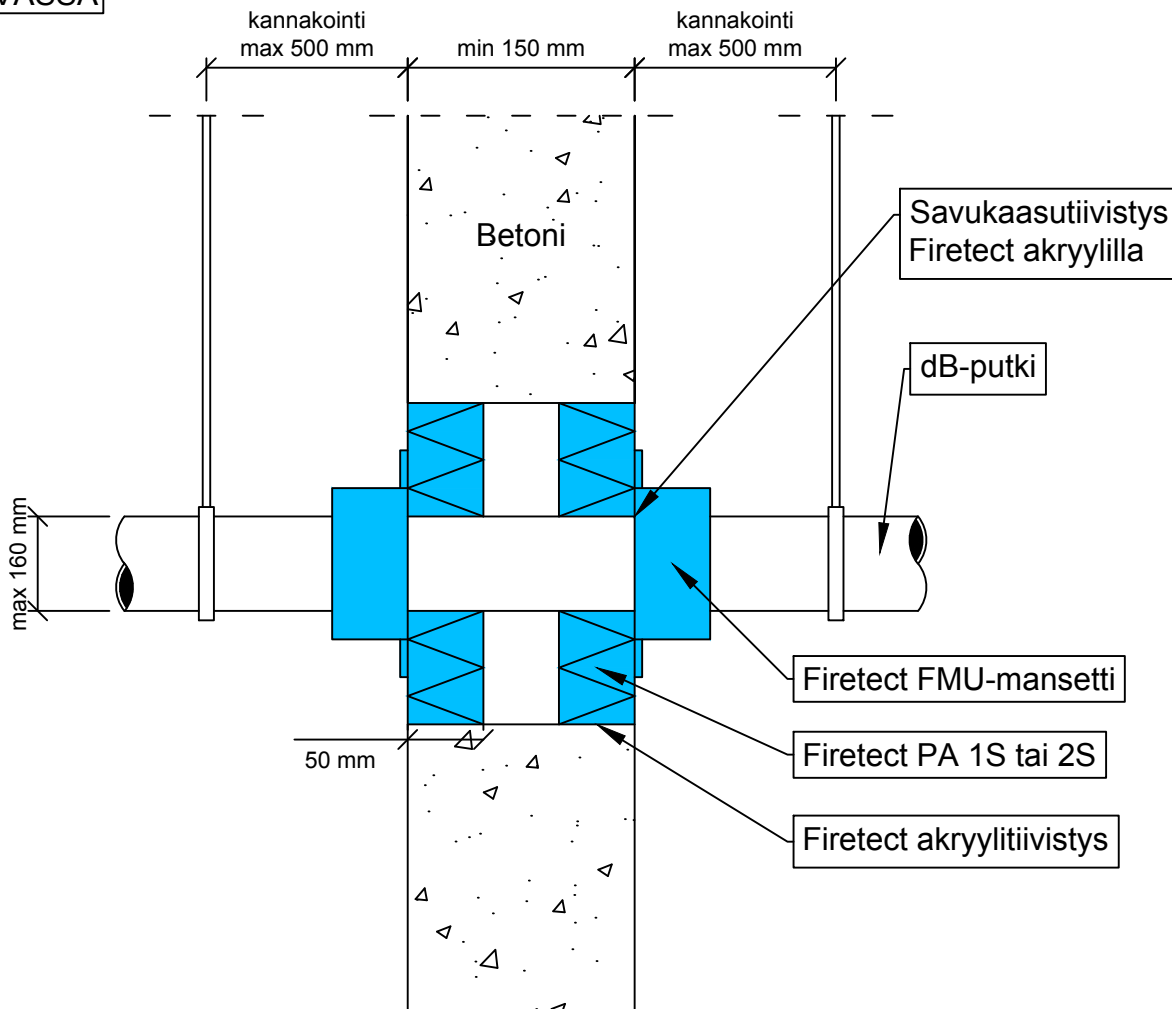 kannakointi
max 500 mm
min 150 mm
kannakointi
max 500 mm
Betoni
Savukaasutiivistys
Firetect akryylilla
dB-putki
max 160 mm
Firetect FMU-mansetti
50 mm
Firetect PA 1S tai 2S
Firetect akryylitiivistys